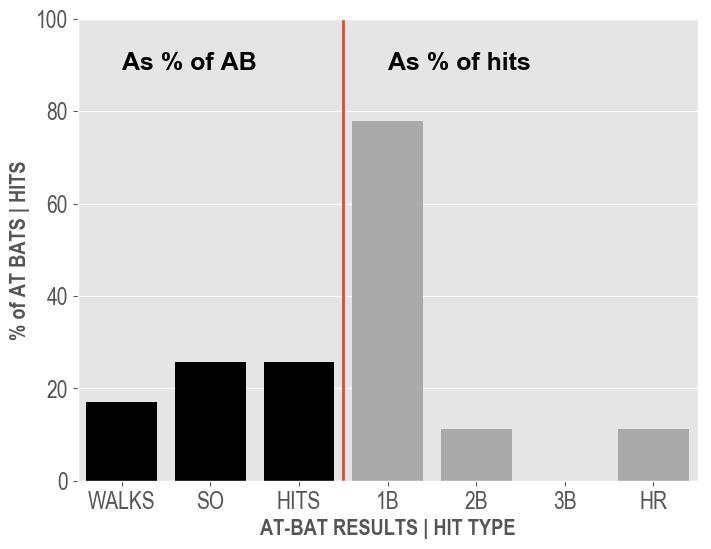 100
As % of AB
As % of hits
80
60
40
20
0
% of AT BATS | HITS
WALKS SO HITS 1B 2B 3B HR
AT-BAT RESULTS | HIT TYPE